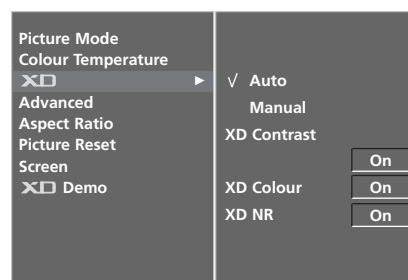 Picture Mode
Colour Temperature
XD ►
Advanced
Aspect Ratio
Picture Reset
Screen
XD Demo
√ Auto
Manual
XD Contrast
On
XD Colour On
XD NR On